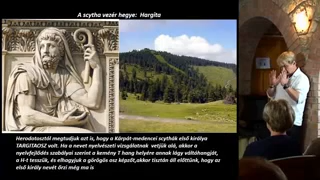 A scytha vezér hegye: Hargita
Herodotosztól megtudjuk azt is, hogy a Kárpát-medencei scythák első királya
TARGITAOSZ volt. Ha a nevet nyelvészeti vizsgálatnak vetjük alá, akkor a
nyelvfejlődés szabályai szerint a kemény T hang helyére annak lágy váltóhangját,
a H-t tesszük, és elhagyjuk a görögös osz képzőt,akkor tisztán áll előttünk, hogy az
első király nevét őrzi még ma is